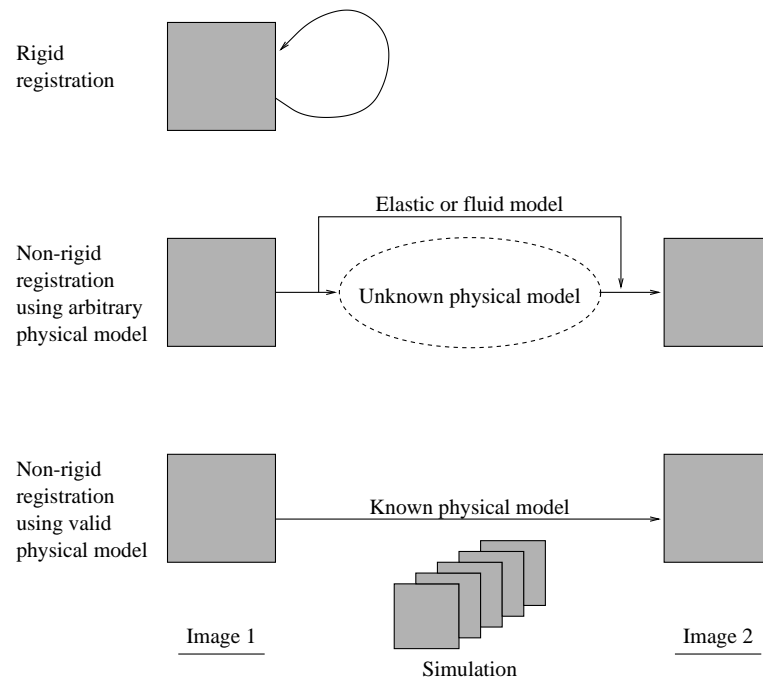 Rigid
registration
Elastic or fluid model
Non-rigid
registration
using arbitrary
physical model
Unknown physical model
Non-rigid
registration
using valid
physical model
Known physical model
Image 1
Image 2
Simulation